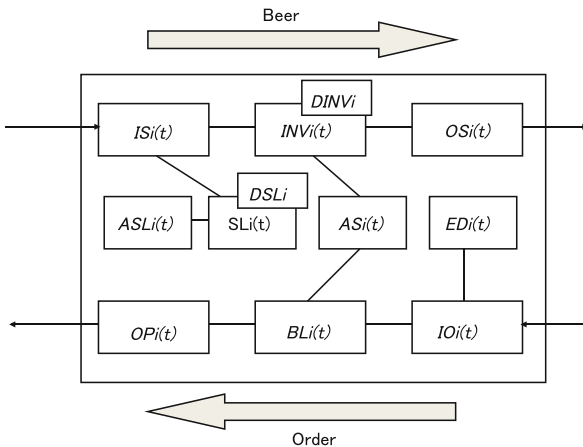 Beer
DINVi
ISi(t)
INVi(t)
OSi(t)
DSLi
ASLi(t)
SLi(t)
ASi(t)
EDi(t)
OPi(t)
BLi(t)
IOi(t)
Order